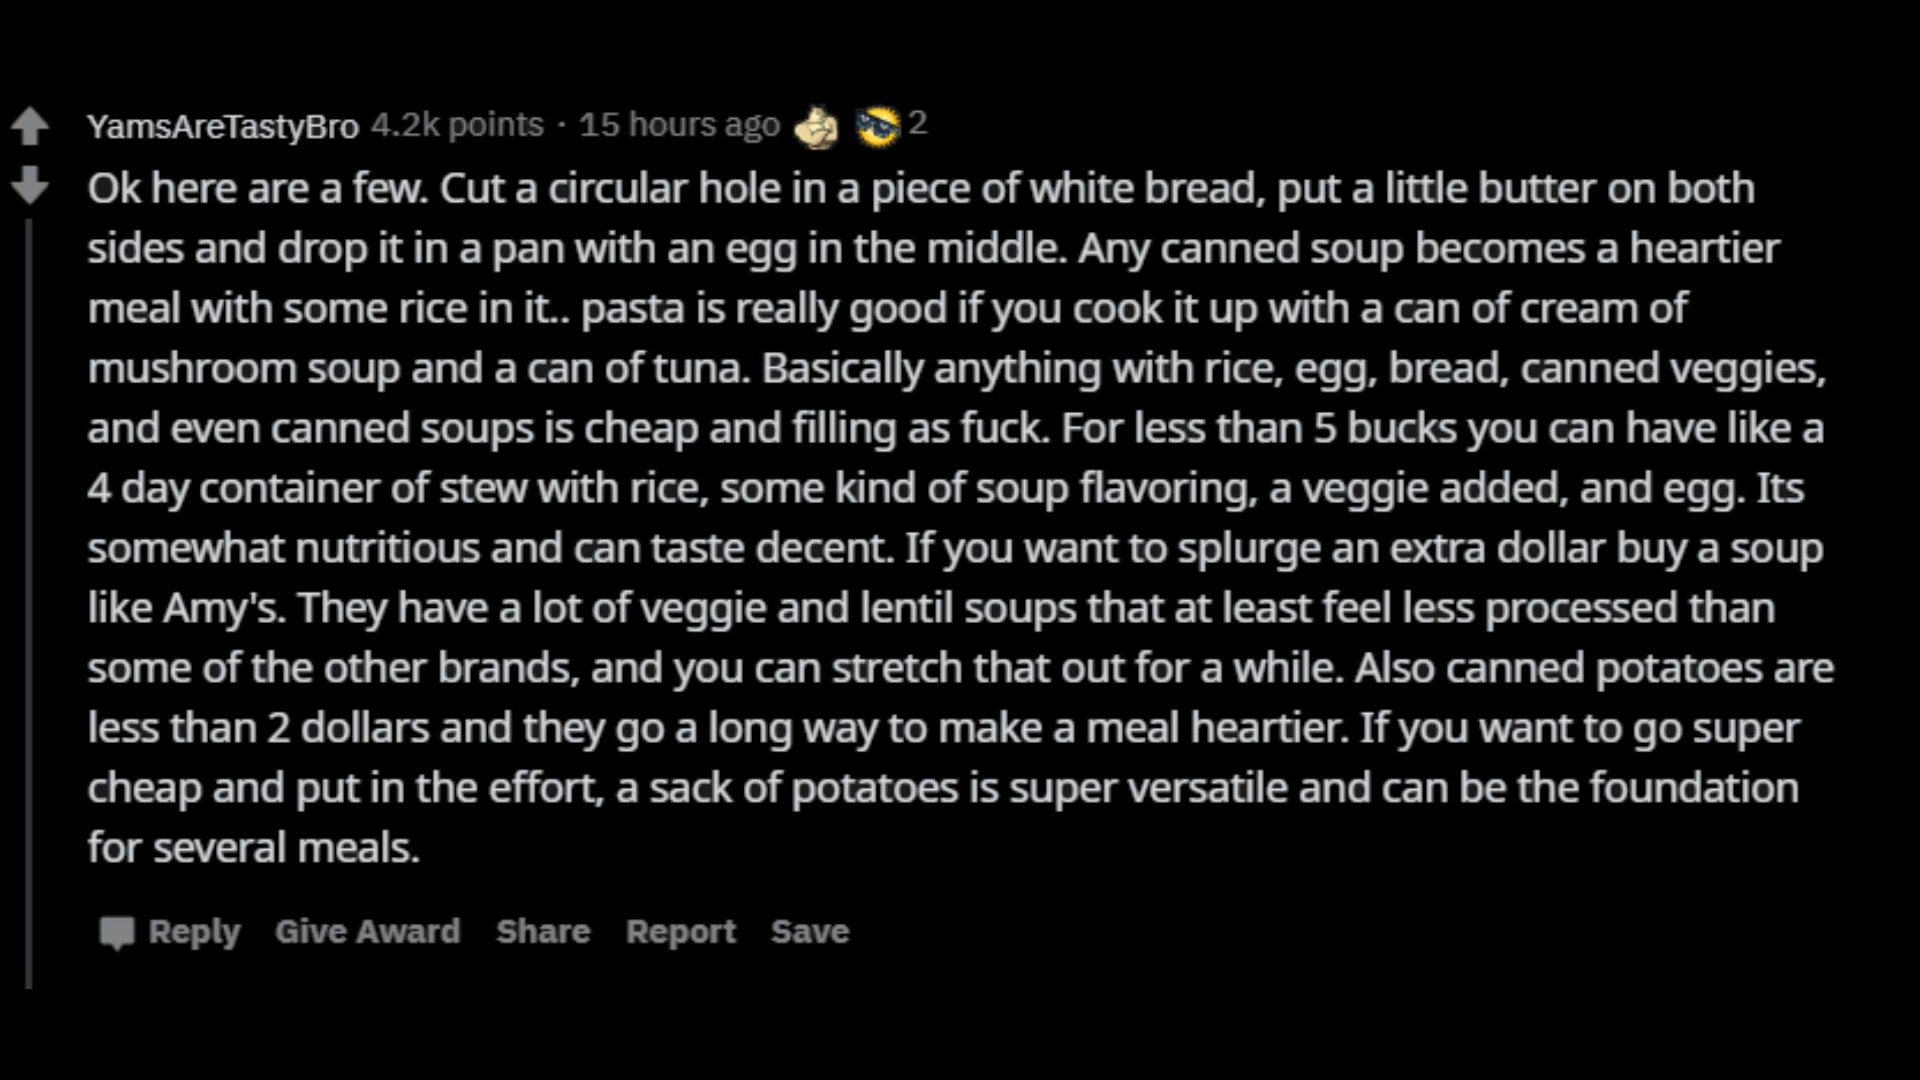 YamsAreTastyBro 4.2k points · 15 hours ago 2
Ok here are a few. Cut a circular hole in a piece of white bread, put a little butter on both
sides and drop it in a pan with an egg in the middle. Any canned soup becomes a heartier
meal with some rice in it.. pasta is really good if you cook it up with a can of cream of
mushroom soup and a can of tuna. Basically anything with rice, egg, bread, canned veggies,
and even canned soups is cheap and filling as fuck. For less than 5 bucks you can have like a
4 day container of stew with rice, some kind of soup flavoring, a veggie added, and egg. Its
somewhat nutritious and can taste decent. If you want to splurge an extra dollar buy a soup
like Amy's. They have a lot of veggie and lentil soups that at least feel less processed than
some of the other brands, and you can stretch that out for a while. Also canned potatoes are
less than 2 dollars and they go a long way to make a meal heartier. If you want to go super
cheap and put in the effort, a sack of potatoes is super versatile and can be the foundation
for several meals.
Reply Give Award Share Report Save